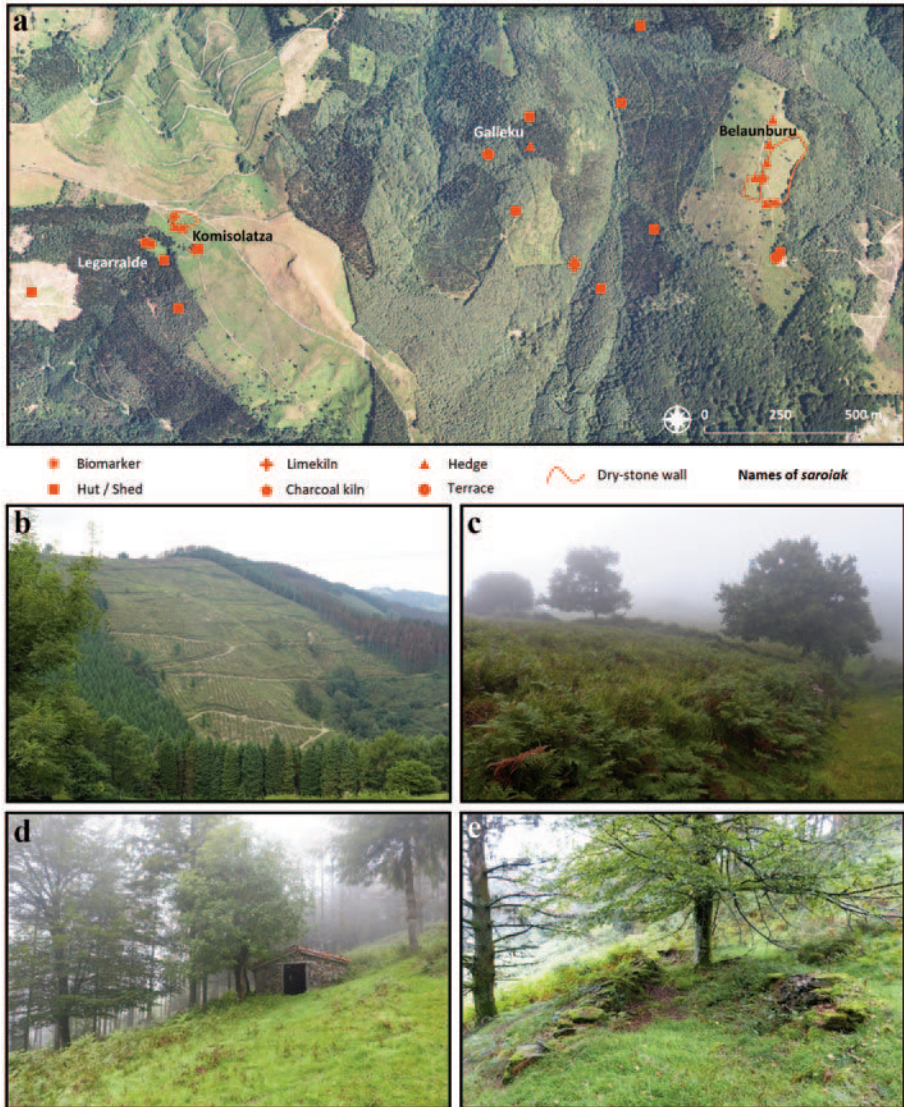 a
Galieku
Belaunburu
Komisolatza
Legarralde
0 250 500 m
Biomarker Limekiln Hedge Dry-stone wall Names of saroiak
Hut / Shed Charcoal kiln Terrace
b c
d e